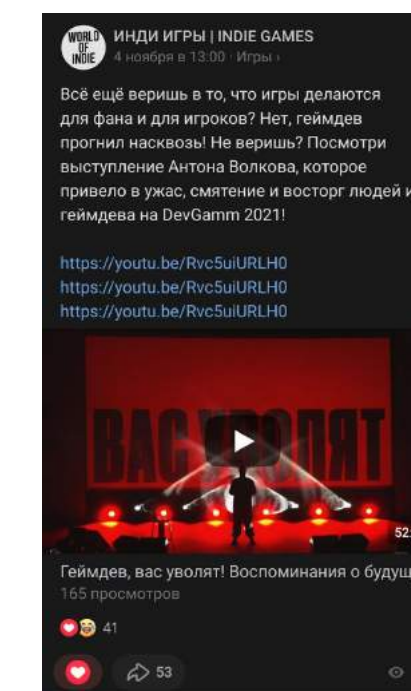 WORLD
OF
INDIE
ИНДИ ИГРЫ | INDIE GAMES
4 ноября в 13:00 · Игры ›
Всё ещё веришь в то, что игры делаются
для фана и для игроков? Нет, геймдев
прогнил насквозь! Не веришь? Посмотри
выступление Антона Волкова, которое
привело в ужас, смятение и восторг людей и
геймдева на DevGamm 2021!
https://youtu.be/Rvc5uiURLH0
https://youtu.be/Rvc5uiURLH0
https://youtu.be/Rvc5uiURLH0
ВАС УВОЛЯТ
52:
Геймдев, вас уволят! Воспоминания о будущ
165 просмотров
41
53